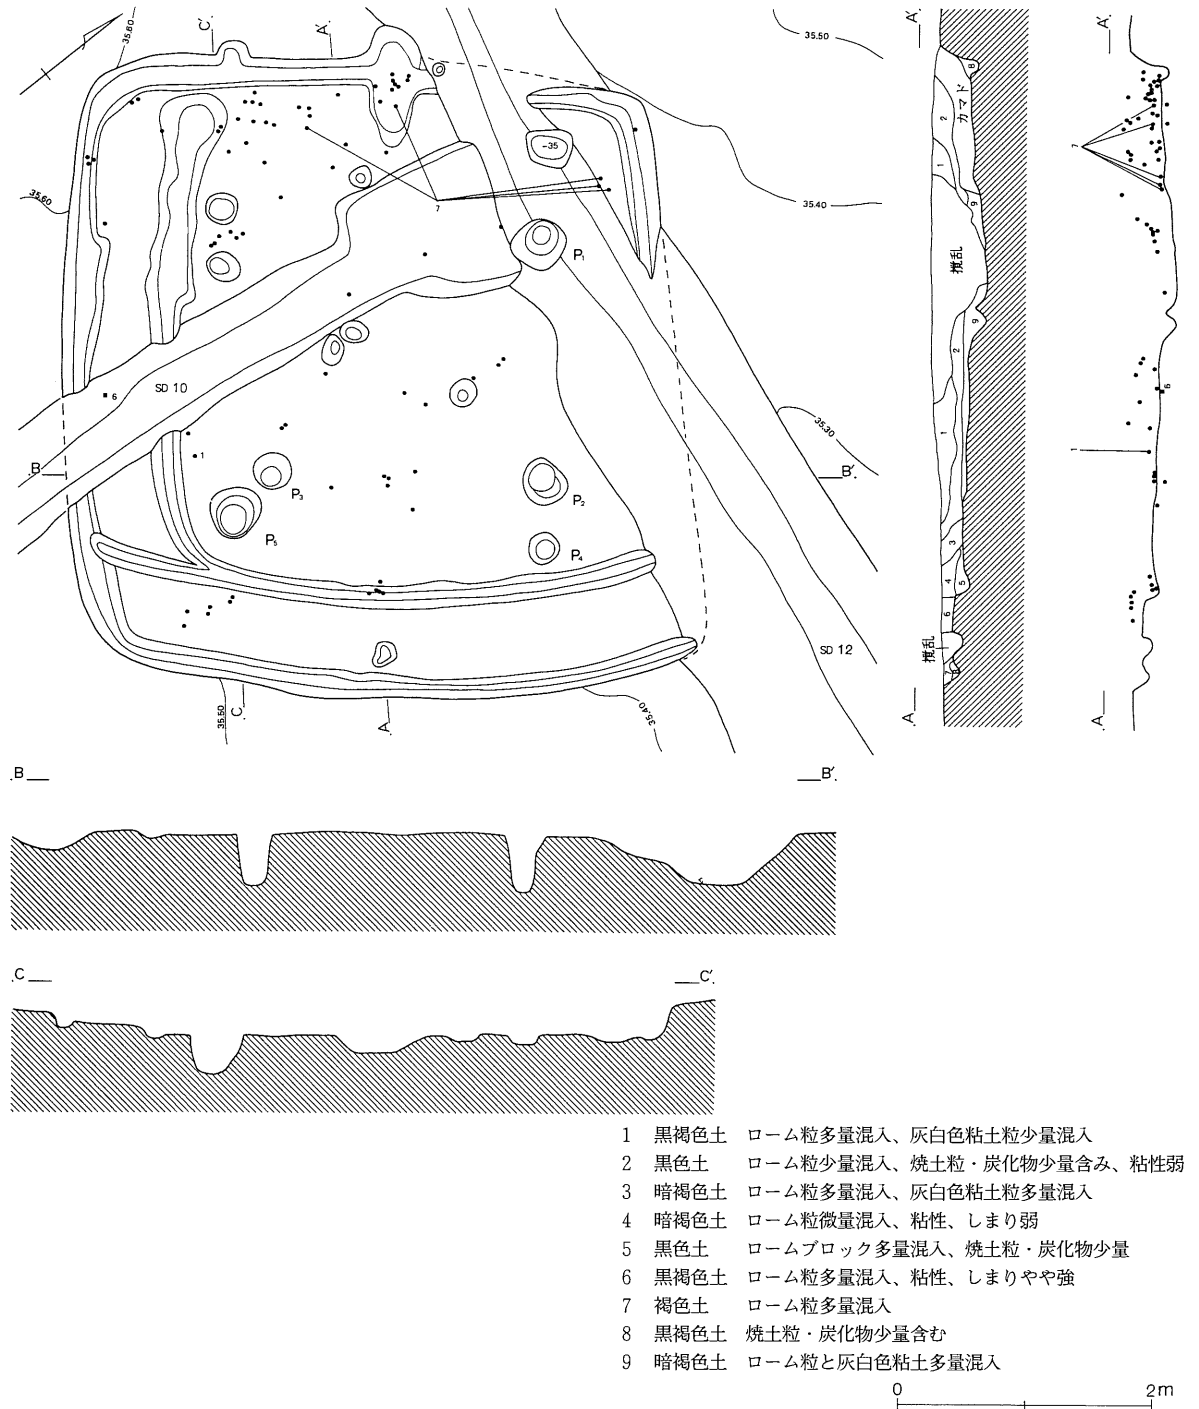 C′
A′
35.60
35.50
35.60
-35
35.40
7
P₁
6
SD 10
1
B
B′
P₃
P₂
P₅
P₄
35.30
SD 12
35.50
C
A
35.40
A′
8
カマド
2
1
9
攪乱
9
2
1
3
4
5
6
攪乱
7
A
A′
7
6
1
A
B
B′
C
C′
1 黒褐色土 ローム粒多量混入、灰白色粘土粒少量混入
2 黒色土 ローム粒少量混入、焼土粒・炭化物少量含み、粘性弱
3 暗褐色土 ローム粒多量混入、灰白色粘土粒多量混入
4 暗褐色土 ローム粒微量混入、粘性、しまり弱
5 黒色土 ロームブロック多量混入、焼土粒・炭化物少量
6 黒褐色土 ローム粒多量混入、粘性、しまりやや強
7 褐色土 ローム粒多量混入
8 黒褐色土 焼土粒・炭化物少量含む
9 暗褐色土 ローム粒と灰白色粘土多量混入
0 2m